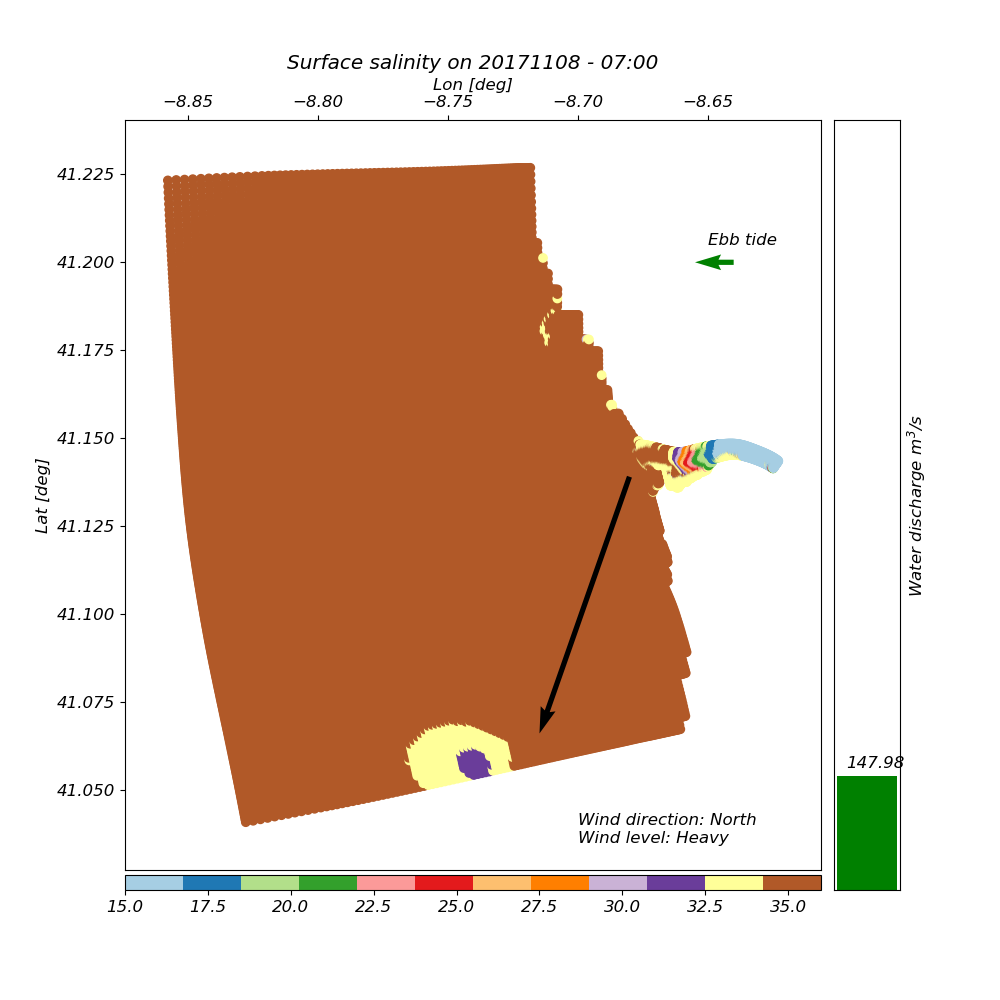 Surface salinity on 20171108 - 07:00
Lon [deg]
−8.85 −8.80 −8.75 −8.70 −8.65
41.225
41.200
41.175
41.150
41.125
41.100
41.075
41.050
Lat [deg]
Ebb tide
Wind direction: North
Wind level: Heavy
147.98
Water discharge m³/s
15.0 17.5 20.0 22.5 25.0 27.5 30.0 32.5 35.0